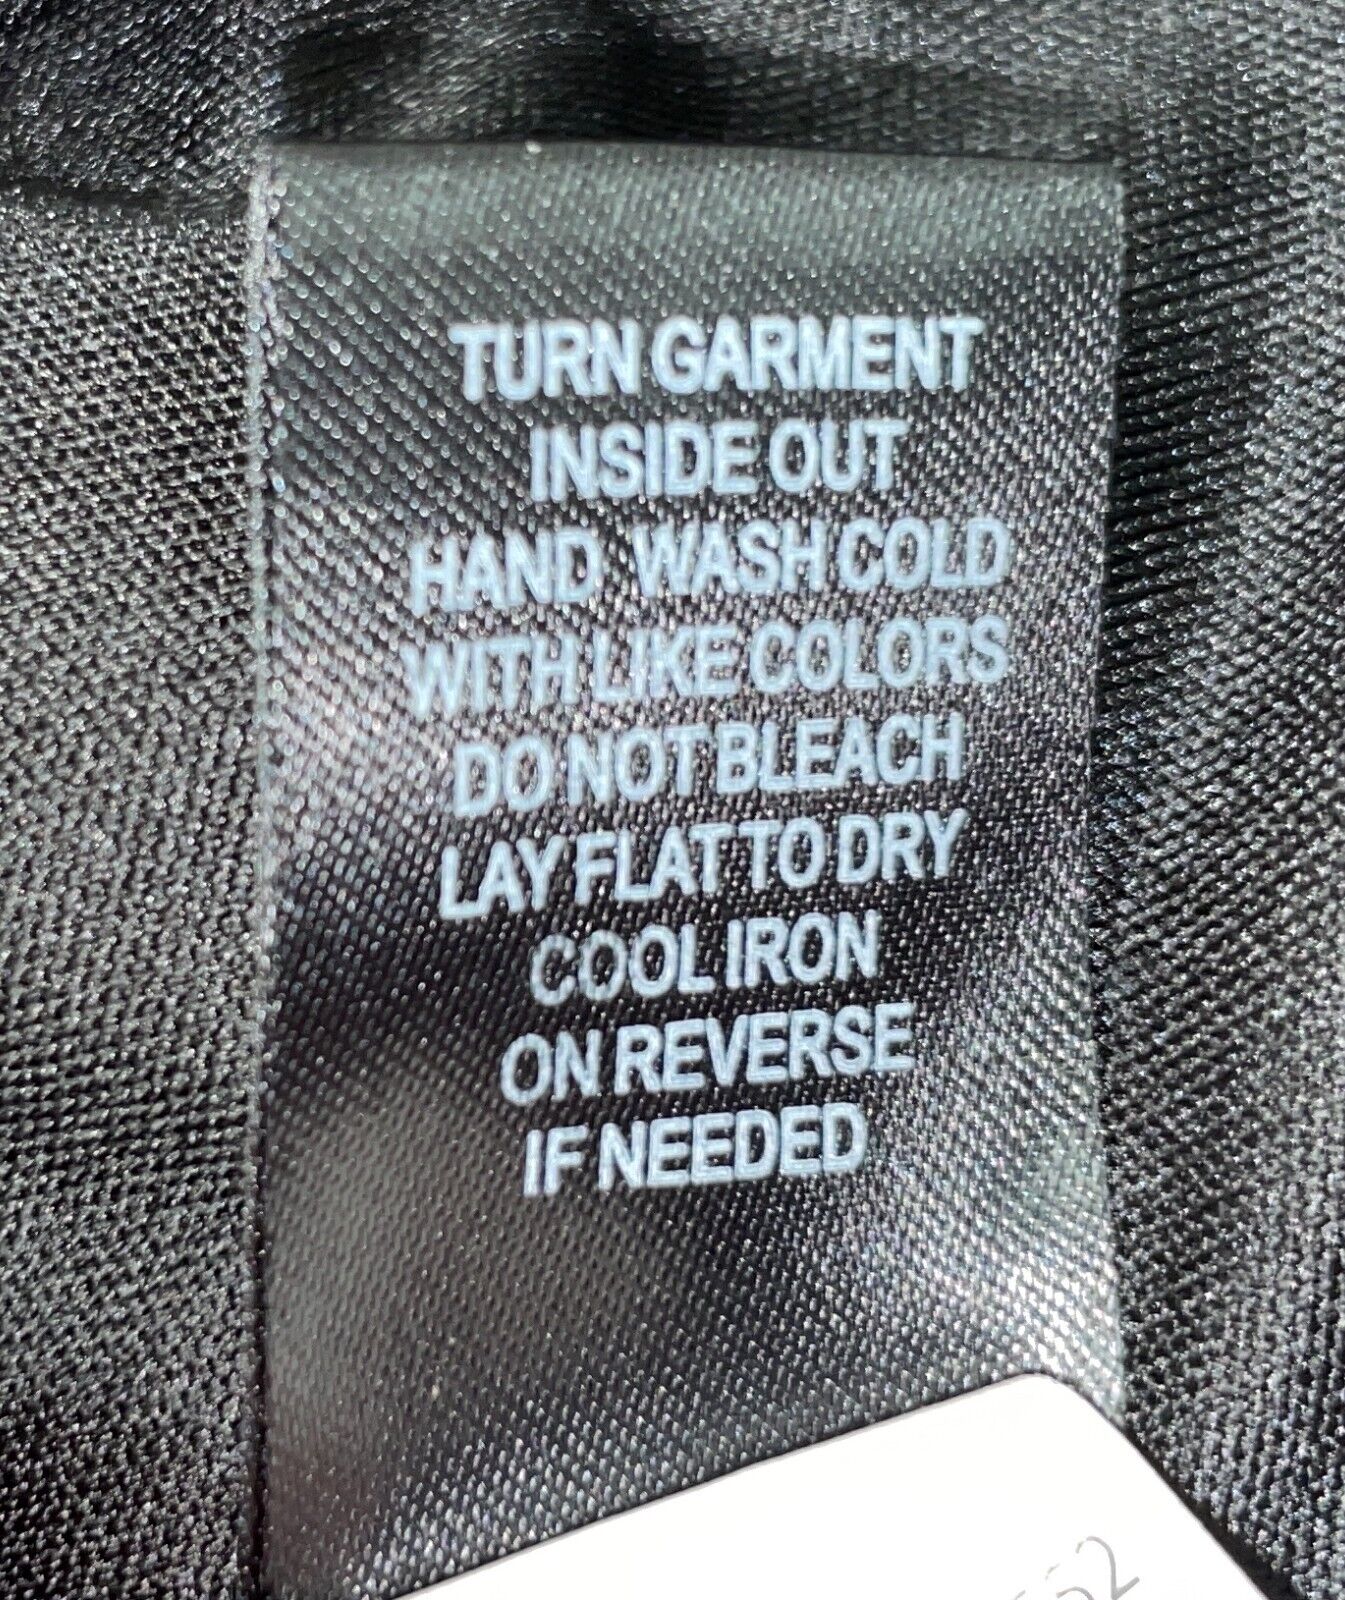 TURN GARMENT
INSIDE OUT
HAND WASH COLD
WITH LIKE COLORS
DO NOT BLEACH
LAY FLAT TO DRY
COOL IRON
ON REVERSE
IF NEEDED